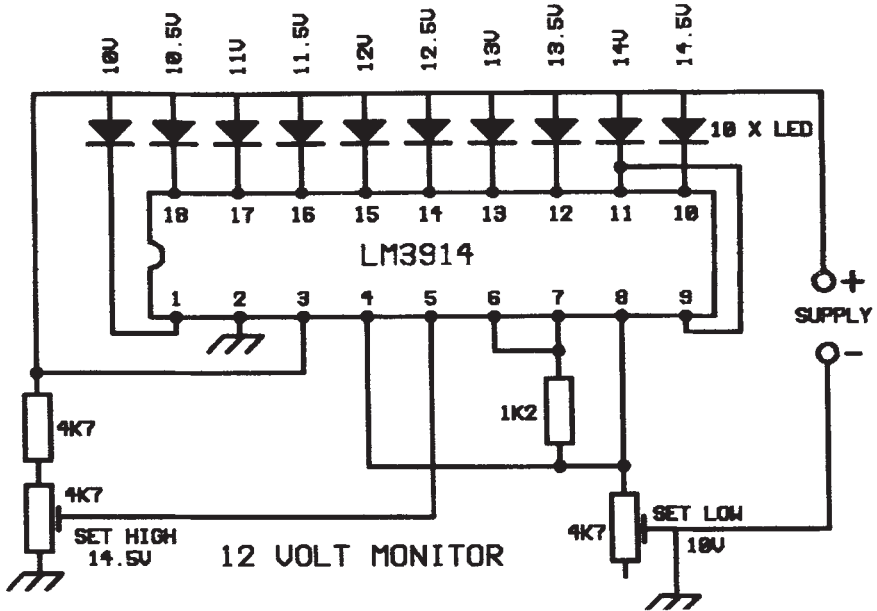 10V 10.5V 11V 11.5V 12V 12.5V 13V 13.5V 14V 14.5V
10 X LED
18 17 16 15 14 13 12 11 10
LM3914
1 2 3 4 5 6 7 8 9
+
SUPPLY
-
1K2
4K7
4K7
SET HIGH
14.5V
4K7
SET LOW
10V
12 VOLT MONITOR